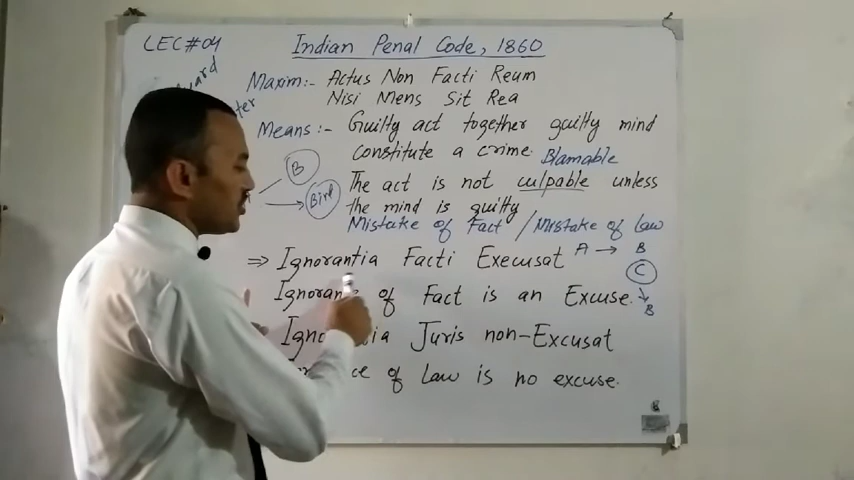 LEC#04
Indian Penal Code, 1860
Maxim:- Actus Non Facti Reum
Nisi Mens Sit Rea
Means:- Guilty act together guilty mind
constitute a crime. Blamable
The act is not culpable unless
the mind is guilty
B
Bird
Mistake of Fact / Mistake of Law
⇒ Ignorantia Facti Execusat
A → B
C
B
of Fact is an Excuse.
Juris non-Excusat
of Law is no excuse.